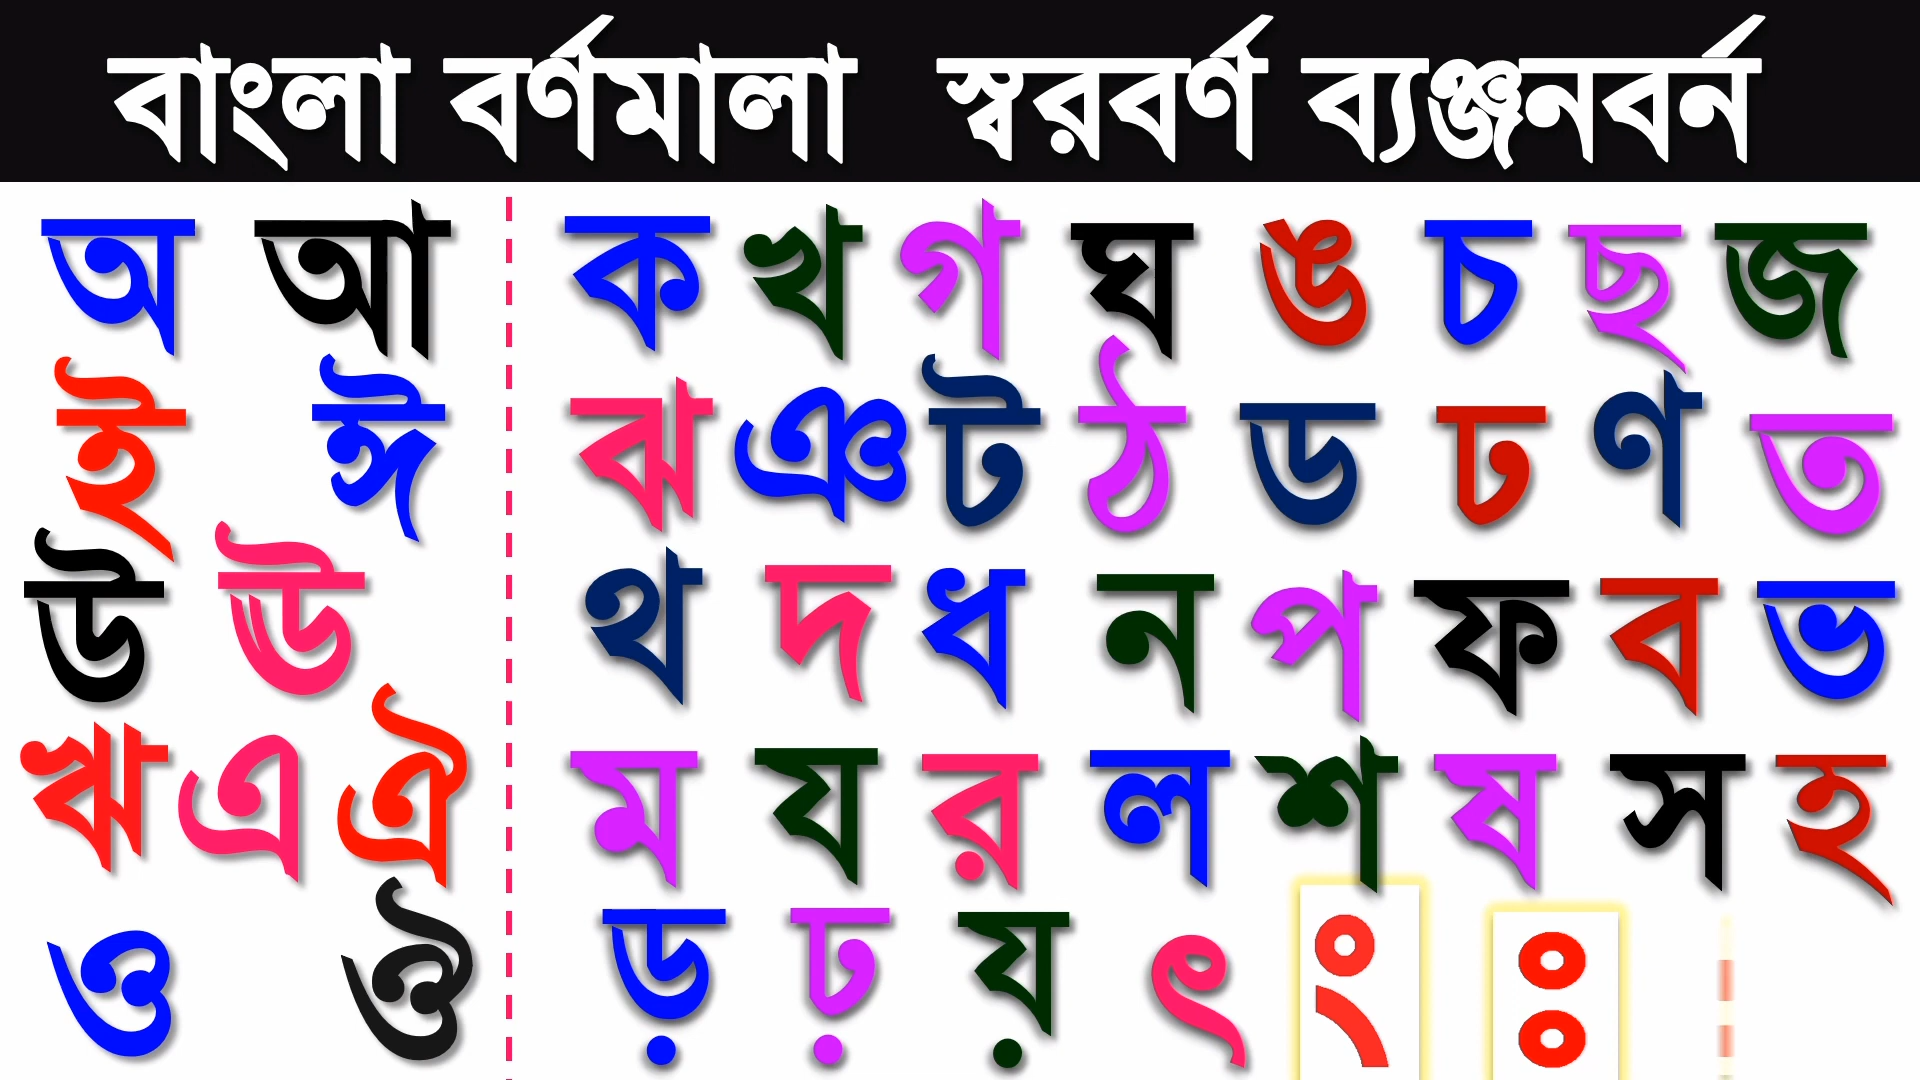 বাংলা বর্ণমালা স্বরবর্ণ ব্যঞ্জনবর্ন
অ আ
ই ঈ
উ ঊ
ঋ এ ঐ
ও ঔ
ক খ গ ঘ ঙ চ ছ জ
ঝ ঞ ট ঠ ড ঢ ণ ত
থ দ ধ ন প ফ ব ভ
ম য র ল শ ষ স হ
ড় ঢ় য় ৎ ং ঃ